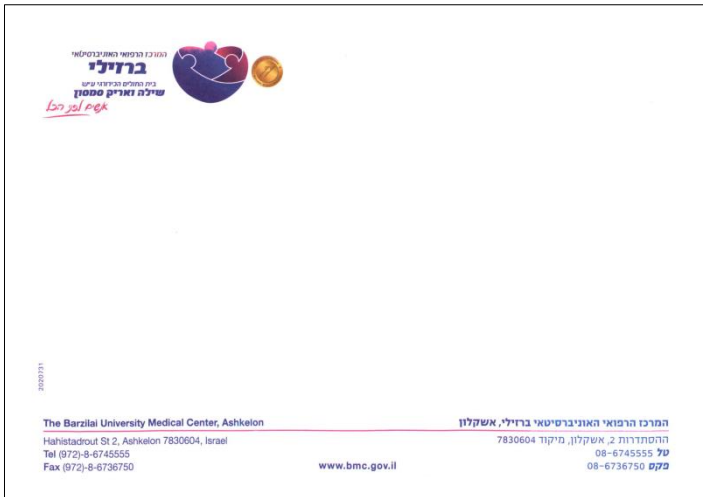 המרכז הרפואי האוניברסיטאי
ברזילי
בית החולים הכירורגי ע״ש
שילה ואריק סמסון
אנשים לפני הכל
2020731
The Barzilai University Medical Center, Ashkelon
Hahistadrout St 2, Ashkelon 7830604, Israel
Tel (972)-8-6745555
Fax (972)-8-6736750
www.bmc.gov.il
המרכז הרפואי האוניברסיטאי ברזילי, אשקלון
ההסתדרות 2, אשקלון, מיקוד 7830604
טל 08-6745555
פקס 08-6736750